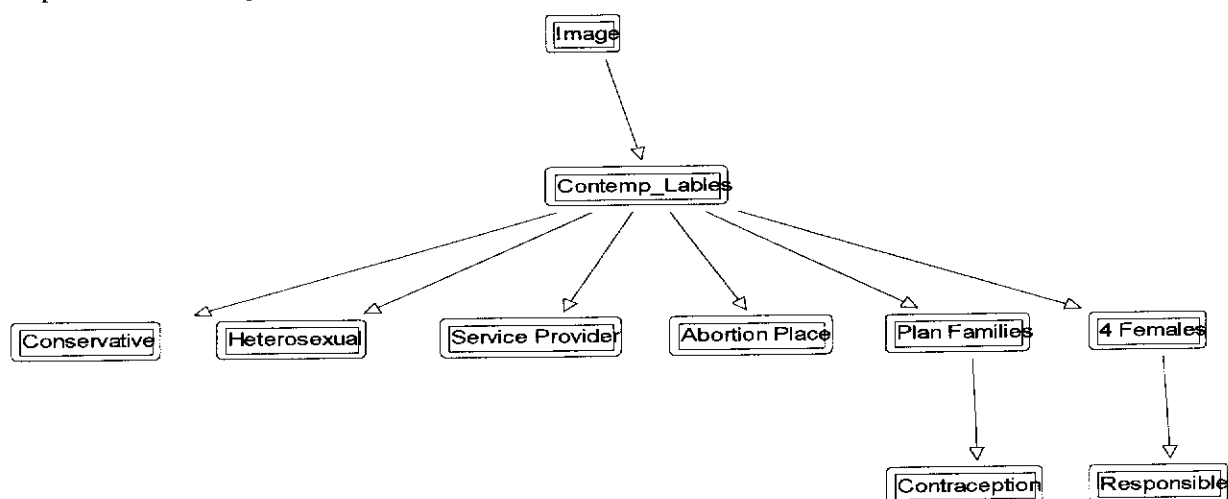 Image
Contemp_Lables
Conservative
Heterosexual
Service Provider
Abortion Place
Plan Families
4 Females
Contraception
Responsible